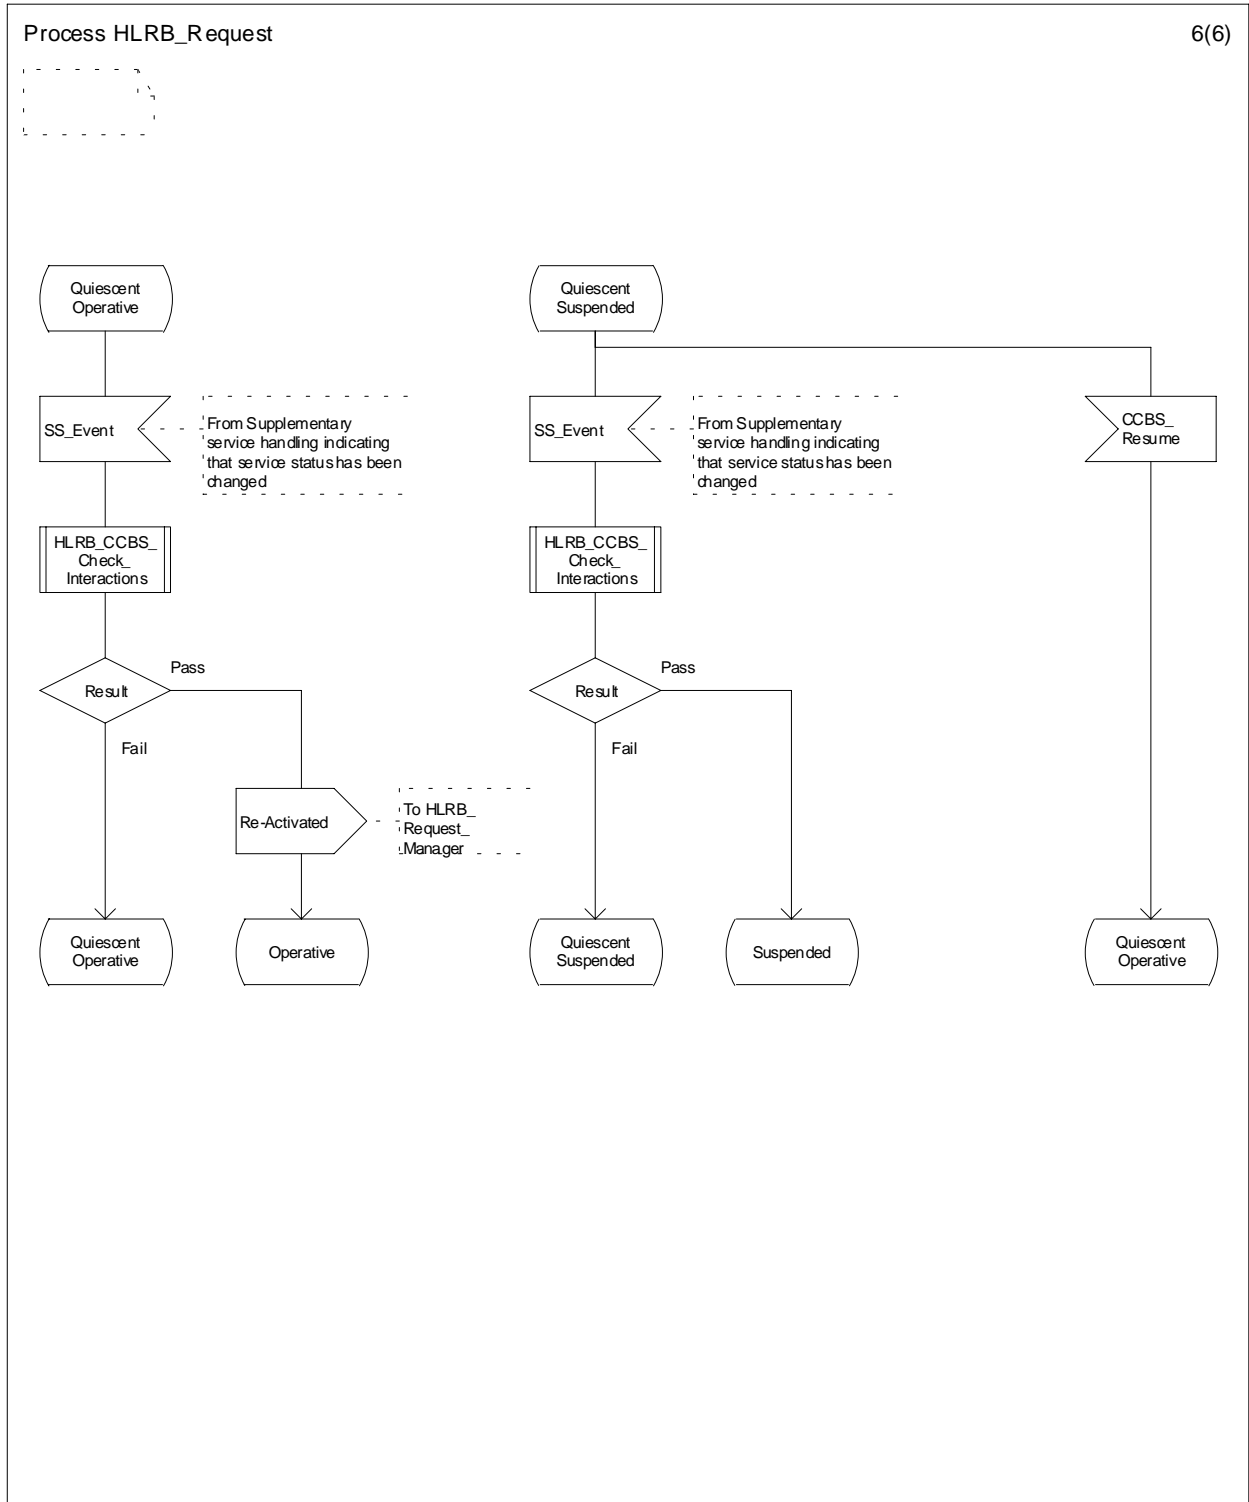 Process HLRB_Request
6(6)
Quiescent
Operative
Quiescent
Suspended
SS_Event
From Supplementary
service handling indicating
that service status has been
changed
SS_Event
From Supplementary
service handling indicating
that service status has been
changed
CCBS_
Resume
HLRB_CCBS_
Check_
Interactions
HLRB_CCBS_
Check_
Interactions
Result
Pass
Fail
Result
Pass
Fail
Re-Activated
To HLRB_
Request_
Manager
Quiescent
Operative
Operative
Quiescent
Suspended
Suspended
Quiescent
Operative